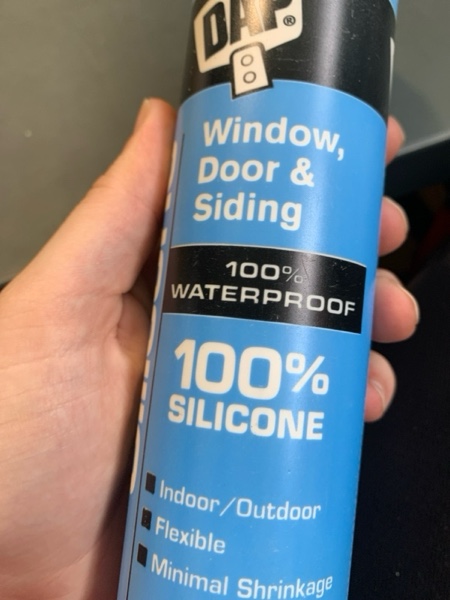 DAP®
Window,
Door &
Siding
100%
WATERPROOF
100%
SILICONE
Indoor/Outdoor
Flexible
Minimal Shrinkage